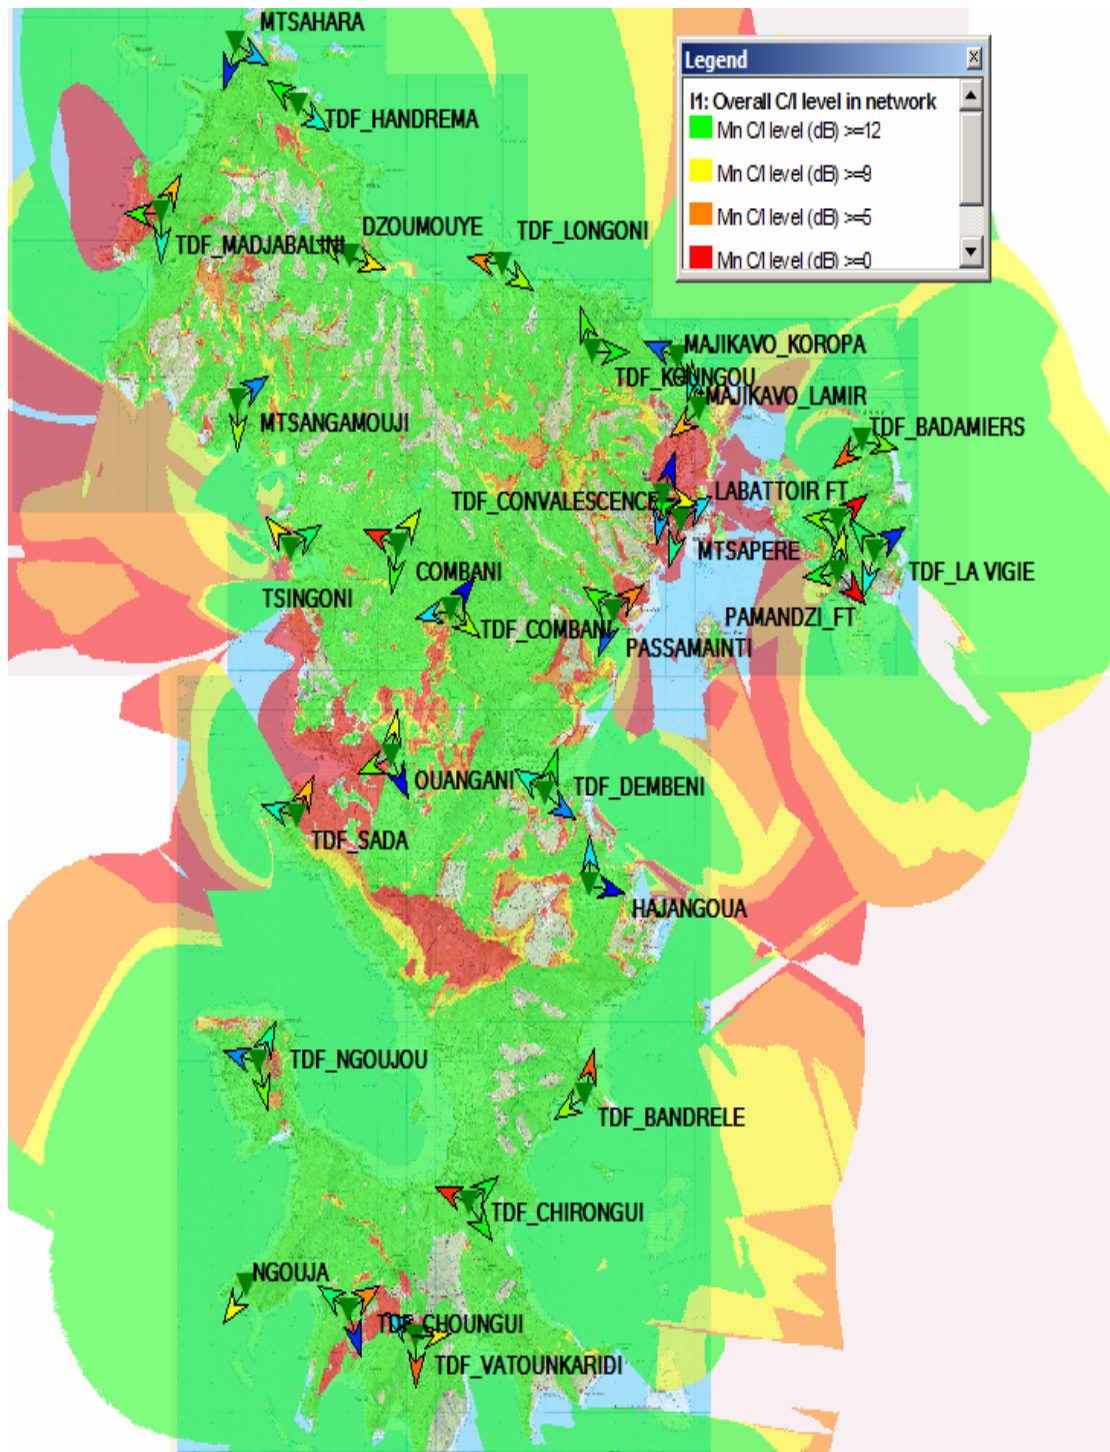 MTSAHARA
Legend
I1: Overall C/I level in network
Min C/I level (dB) >=12
Min C/I level (dB) >=9
Min C/I level (dB) >=5
Min C/I level (dB) >=0
TDF_HANDREMA
DZOUMOUYE
TDF_LONGONI
TDF_MADJABALINI
MAJIKAVO_KOROPA
TDF_KOUNGOU
MAJIKAVO_LAMIR
MTSANGAMOUJI
TDF_BADAMIERS
TDF_CONVALESCENCE
LABATTOIR FT
MTSAPERE
COMBANI
TDF_LA VIGIE
TSINGONI
TDF_COMBANI
PAMANDZI_FT
PASSAMAINTI
OUANGANI
TDF_DEMBENI
TDF_SADA
HAJANGOUA
TDF_NGOUJOU
TDF_BANDRELE
TDF_CHIRONGUI
NGOUJA
TDF_CHOUNGUI
TDF_VATOUNKARIDI